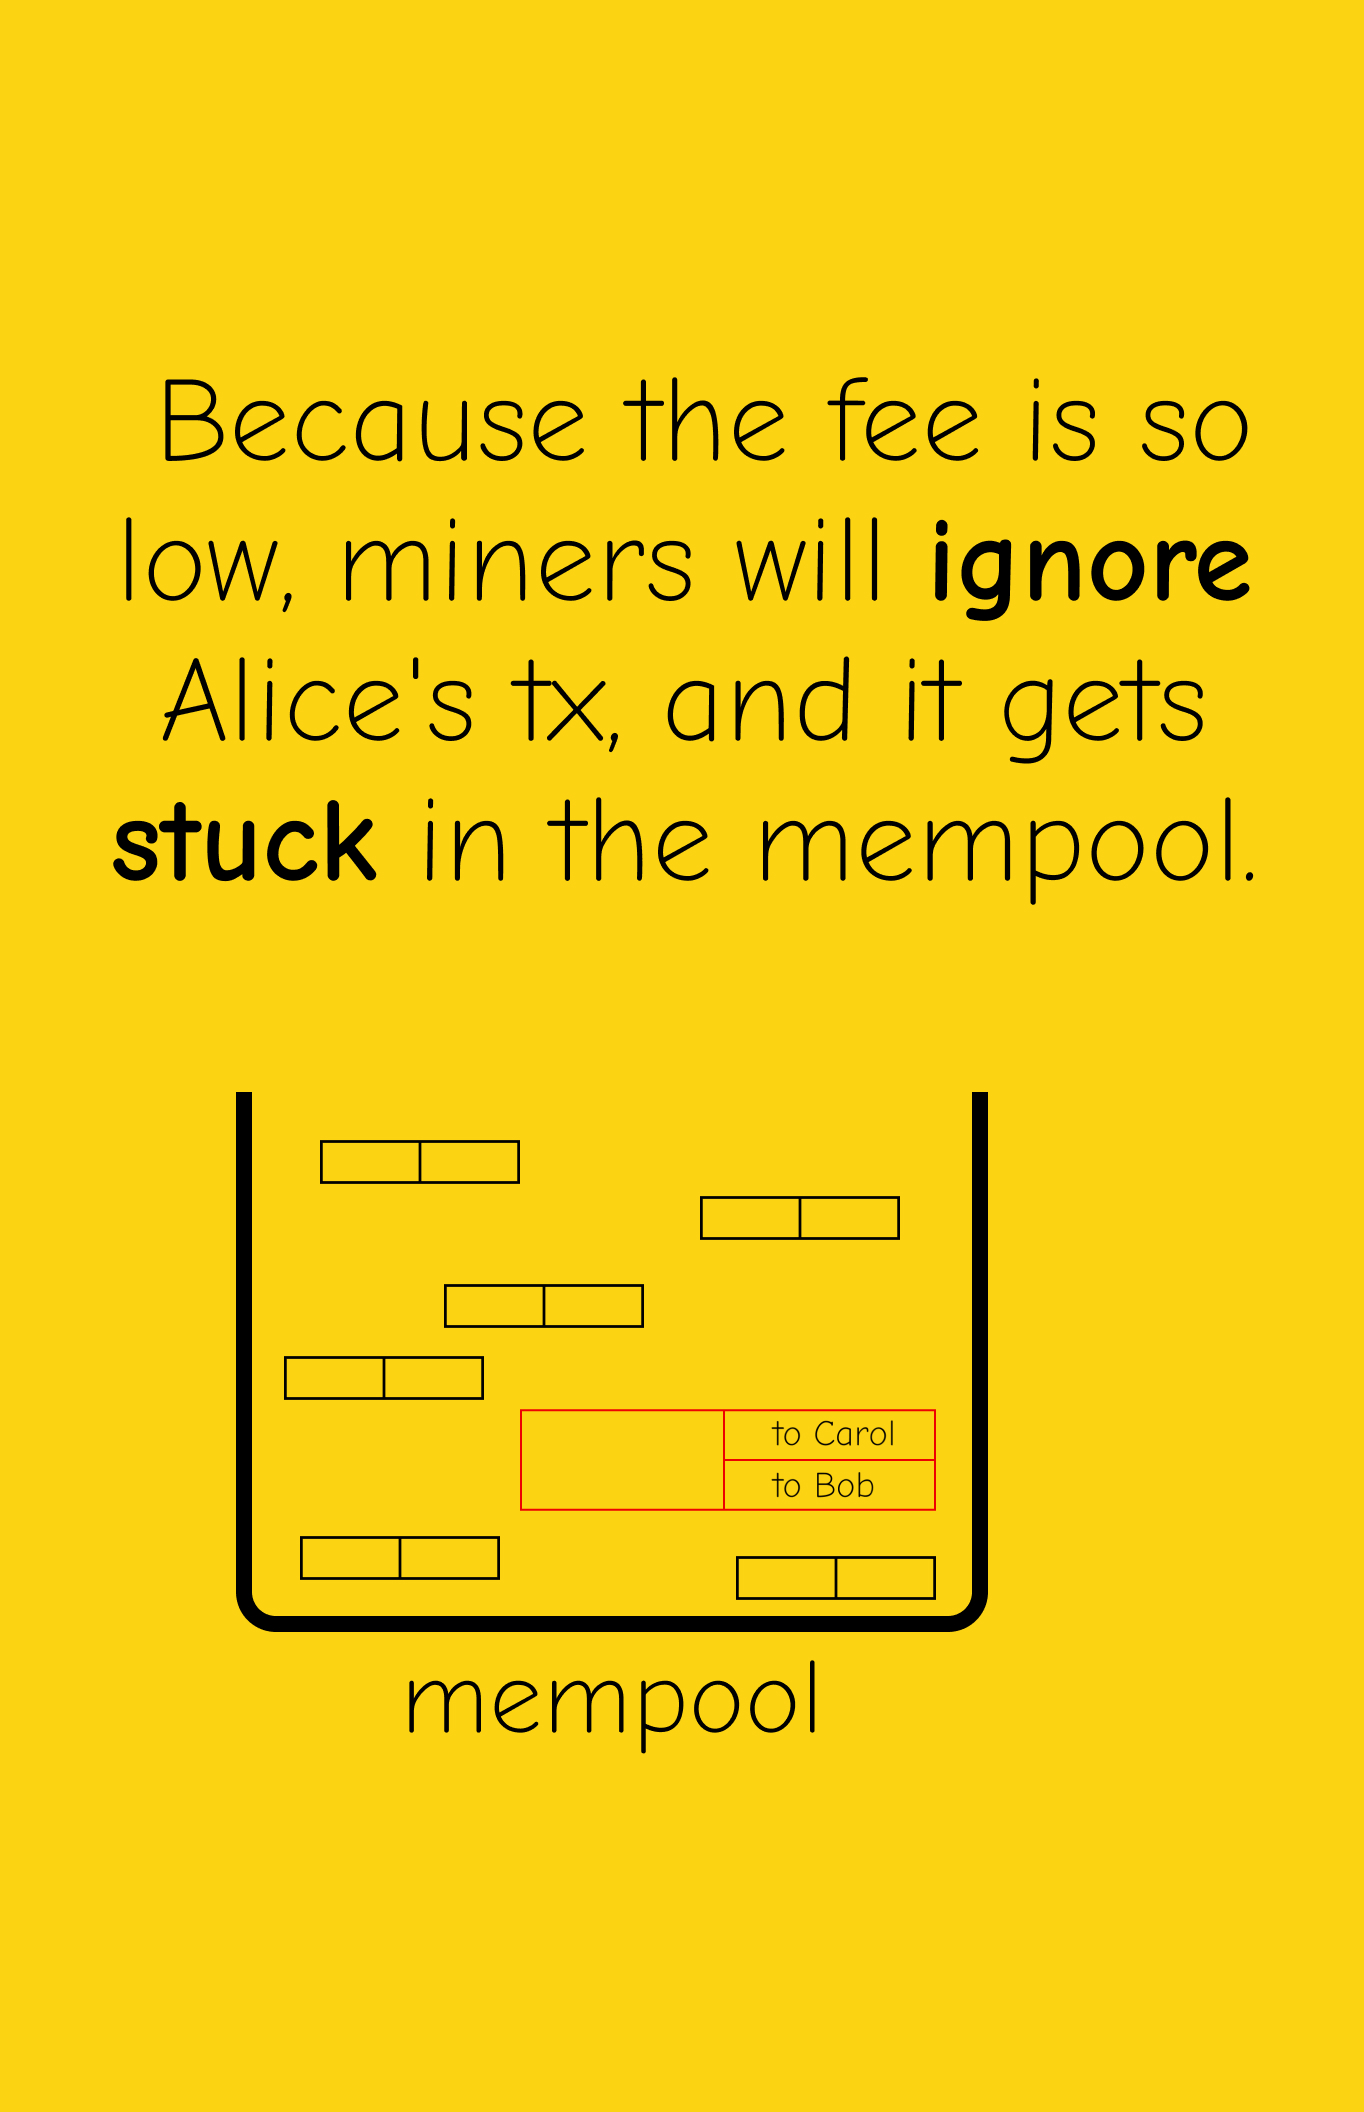 Because the fee is so
low, miners will ignore
Alice's tx, and it gets
stuck in the mempool.
to Carol
to Bob
mempool